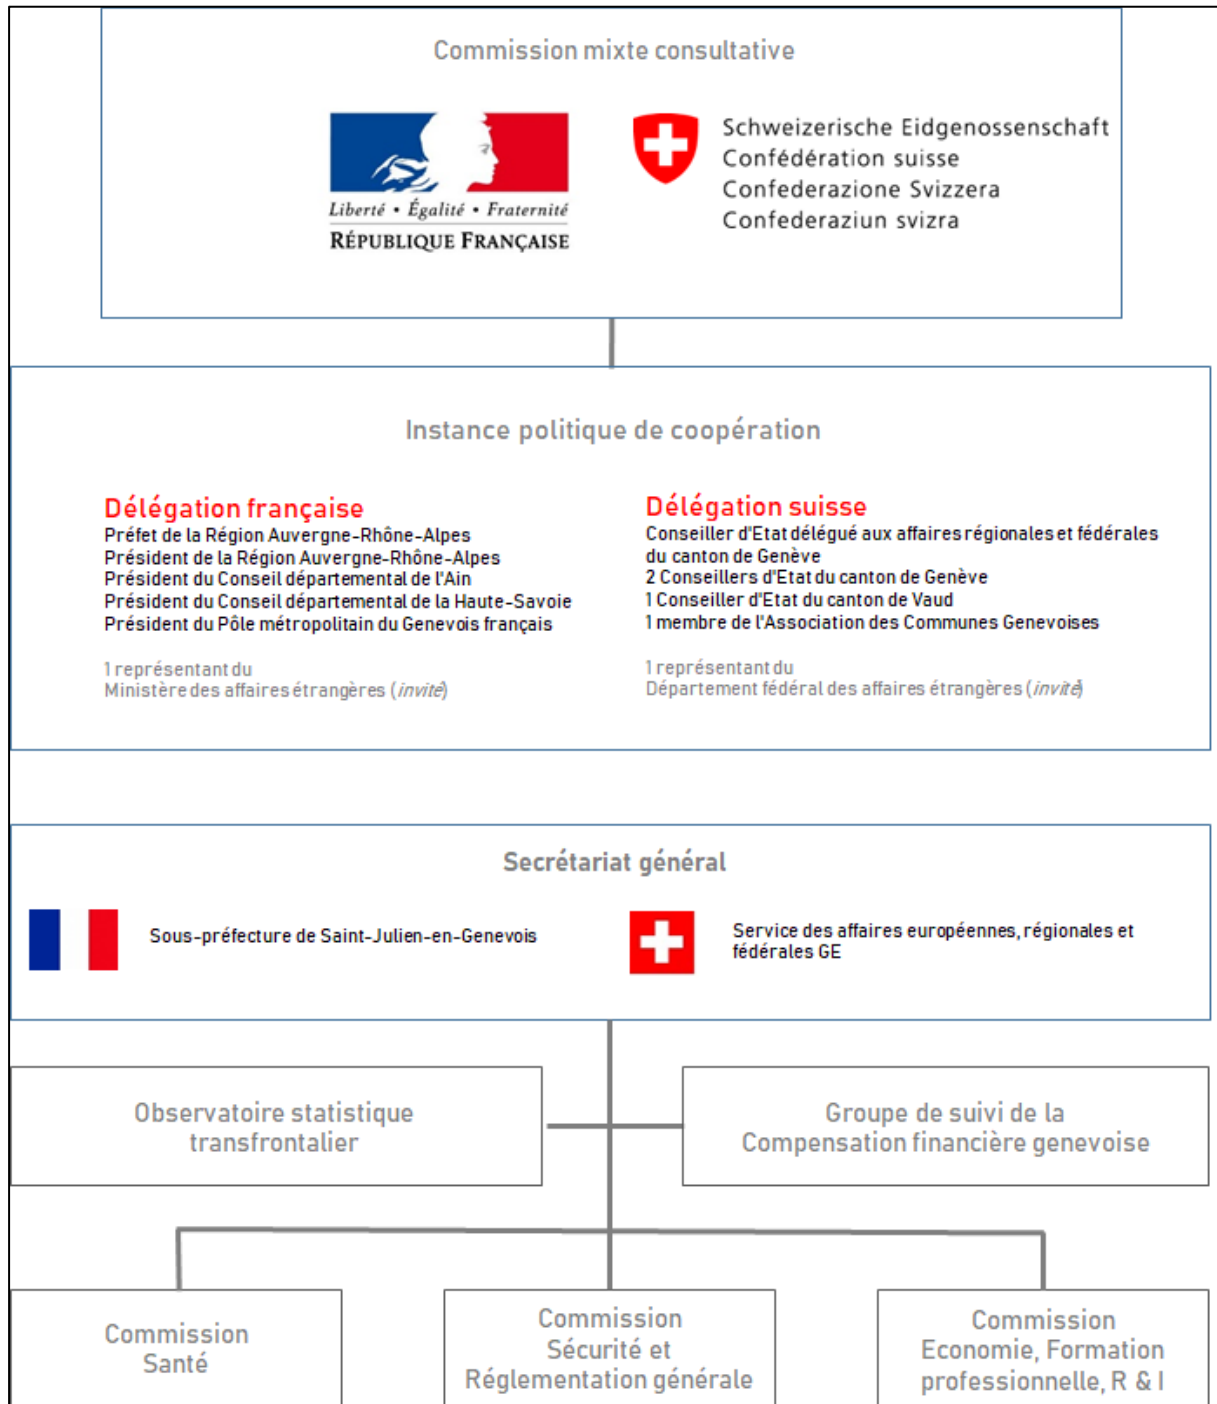 Commission mixte consultative
Liberté • Égalité • Fraternité
RÉPUBLIQUE FRANÇAISE
Schweizerische Eidgenossenschaft
Confédération suisse
Confederazione Svizzera
Confederaziun svizra
Instance politique de coopération
Délégation française
Préfet de la Région Auvergne-Rhône-Alpes
Président de la Région Auvergne-Rhône-Alpes
Président du Conseil départemental de l'Ain
Président du Conseil départemental de la Haute-Savoie
Président du Pôle métropolitain du Genevois français
1 représentant du
Ministère des affaires étrangères (invité)
Délégation suisse
Conseiller d'Etat délégué aux affaires régionales et fédérales
du canton de Genève
2 Conseillers d'Etat du canton de Genève
1 Conseiller d'Etat du canton de Vaud
1 membre de l'Association des Communes Genevoises
1 représentant du
Département fédéral des affaires étrangères (invité)
Secrétariat général
Sous-préfecture de Saint-Julien-en-Genevois
Service des affaires européennes, régionales et
fédérales GE
Observatoire statistique
transfrontalier
Groupe de suivi de la
Compensation financière genevoise
Commission
Santé
Commission
Sécurité et
Réglementation générale
Commission
Economie, Formation
professionnelle, R & I